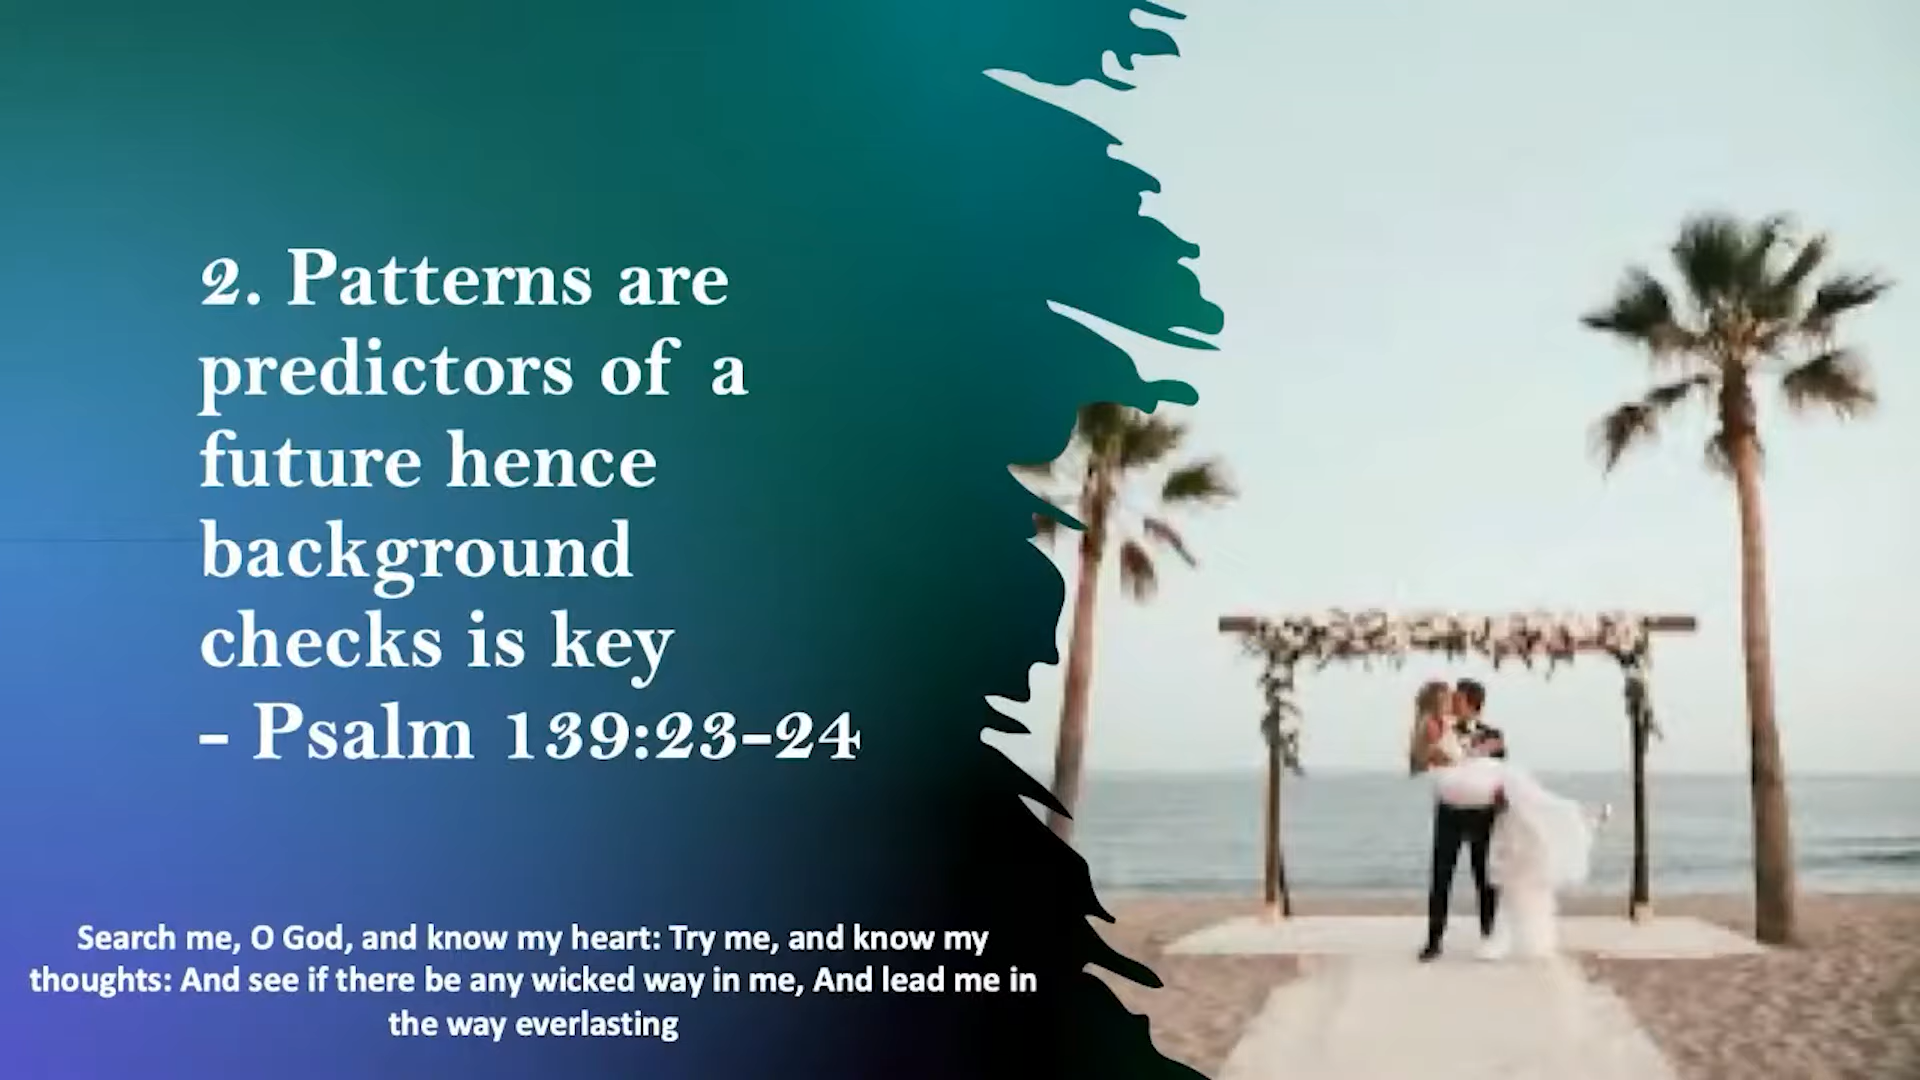 2. Patterns are
predictors of a
future hence
background
checks is key
- Psalm 139:23-24
Search me, O God, and know my heart: Try me, and know my
thoughts: And see if there be any wicked way in me, And lead me in
the way everlasting